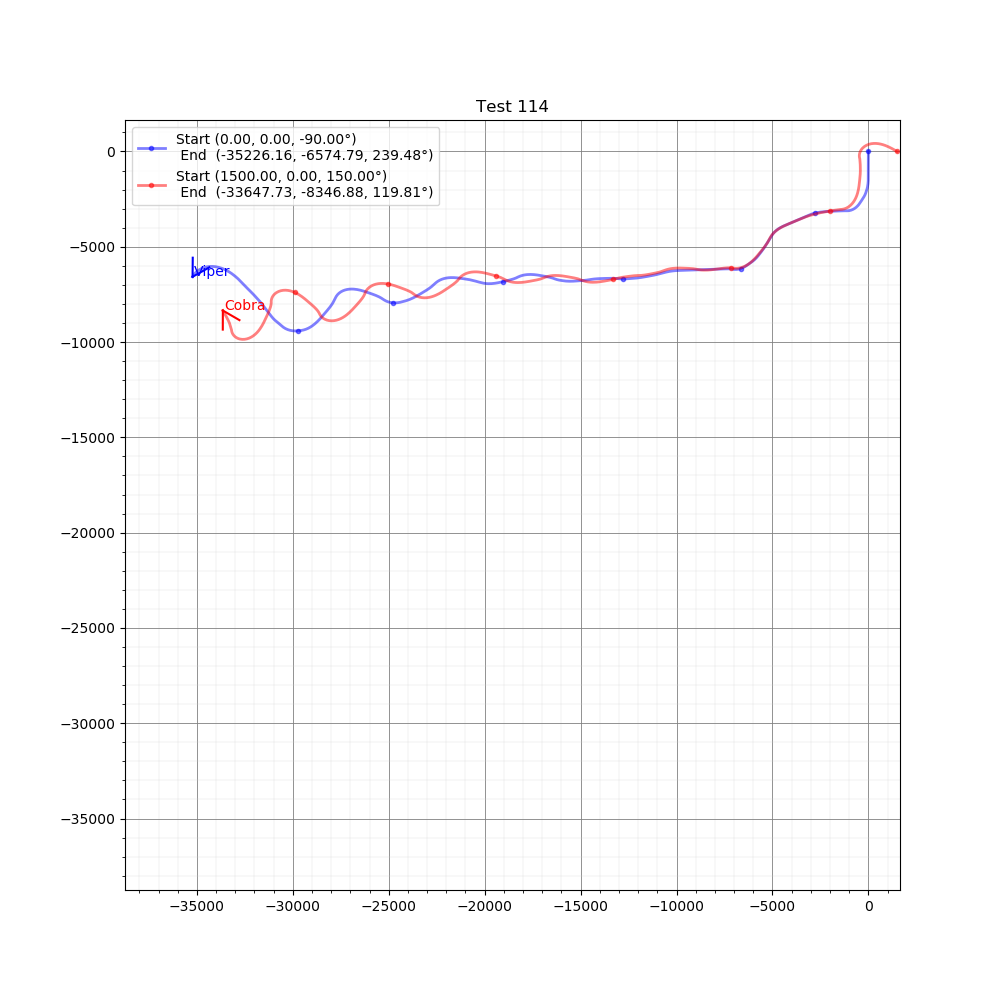 Test 114
Start (0.00, 0.00, -90.00°)
End (-35226.16, -6574.79, 239.48°)
Start (1500.00, 0.00, 150.00°)
End (-33647.73, -8346.88, 119.81°)
0
−5000
−10000
−15000
−20000
−25000
−30000
−35000
Viper
Cobra
−35000 −30000 −25000 −20000 −15000 −10000 −5000 0